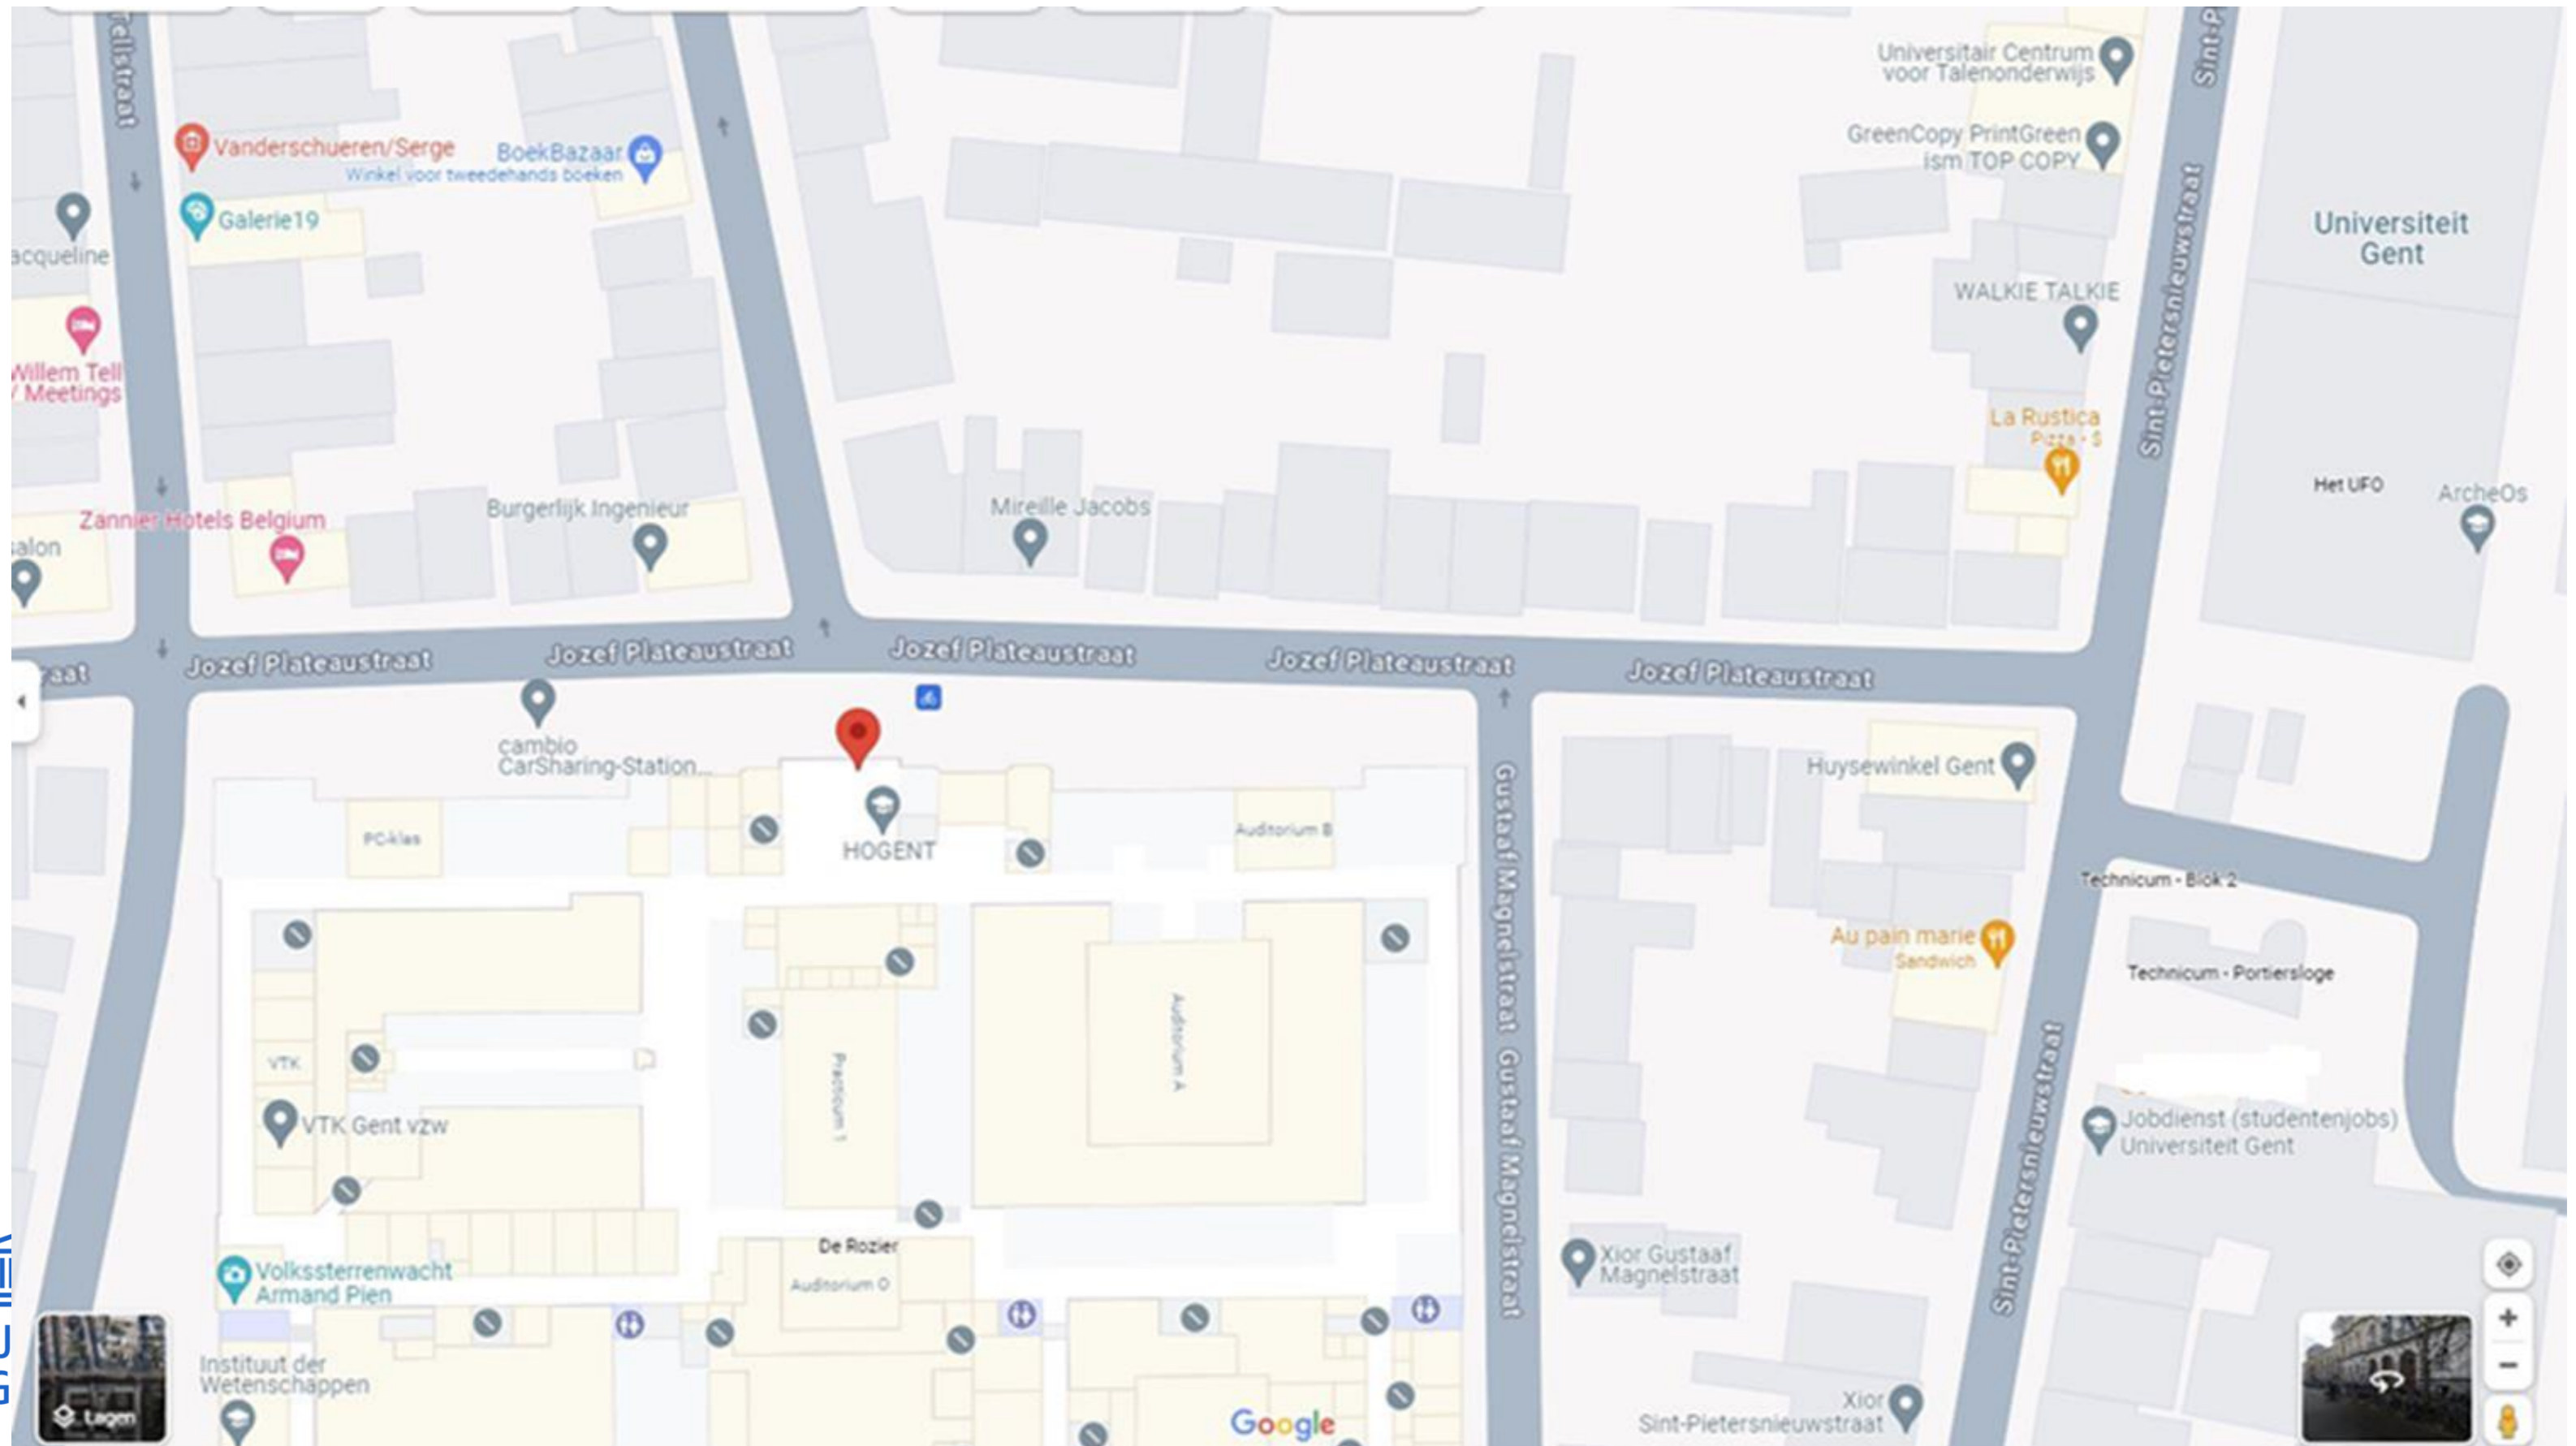 Tellstraat
Sint-P
Universitair Centrum
voor Talenonderwijs
Vanderschueren/Serge
BoekBazaar
Winkel voor tweedehands boeken
GreenCopy PrintGreen
ism TOP COPY
Galerie19
acqueline
Universiteit
Gent
WALKIE TALKIE
Sint-Pietersnieuwstraat
Willem Tell
/ Meetings
La Rustica
Pizza · $
Het UFO
ArcheOs
Zannier Hotels Belgium
Burgerlijk Ingenieur
Mireille Jacobs
salon
raat
Jozef Plateaustraat
Jozef Plateaustraat
Jozef Plateaustraat
Jozef Plateaustraat
Jozef Plateaustraat
cambio
CarSharing-Station...
Huysewinkel Gent
PC-klas
HOGENT
Auditorium B
Gustaaf Magnelstraat
Technicum - Blok 2
Au pain marie
Sandwich
Technicum - Portiersloge
VTK
Practicum 1
Auditorium A
VTK Gent vzw
Gustaaf Magnelstraat
Sint-Pietersnieuwstraat
Jobdienst (studentenjobs)
Universiteit Gent
De Rozier
Auditorium O
Volkssterrenwacht
Armand Pien
Xior Gustaaf
Magnelstraat
Instituut der
Wetenschappen
Lagen
Google
Xior
Sint-Pietersnieuwstraat